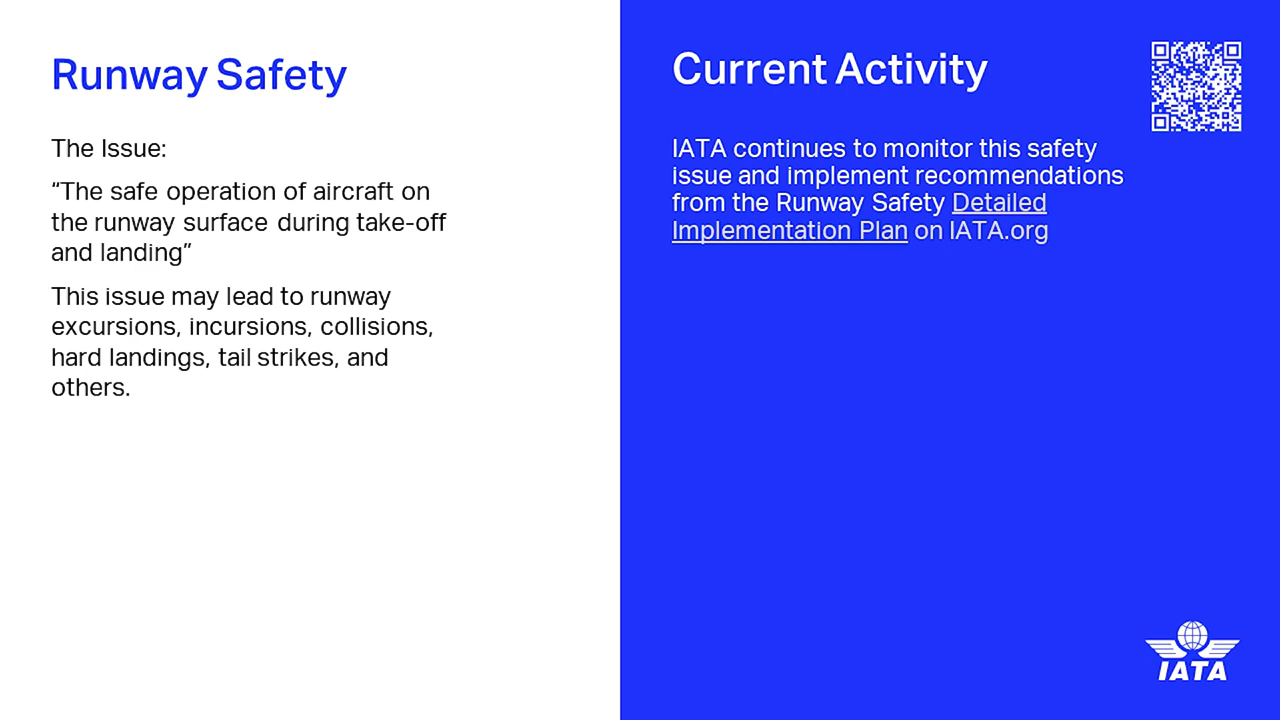 Runway Safety
The Issue:
“The safe operation of aircraft on
the runway surface during take-off
and landing”
This issue may lead to runway
excursions, incursions, collisions,
hard landings, tail strikes, and
others.
Current Activity
IATA continues to monitor this safety
issue and implement recommendations
from the Runway Safety Detailed
Implementation Plan on IATA.org
IATA